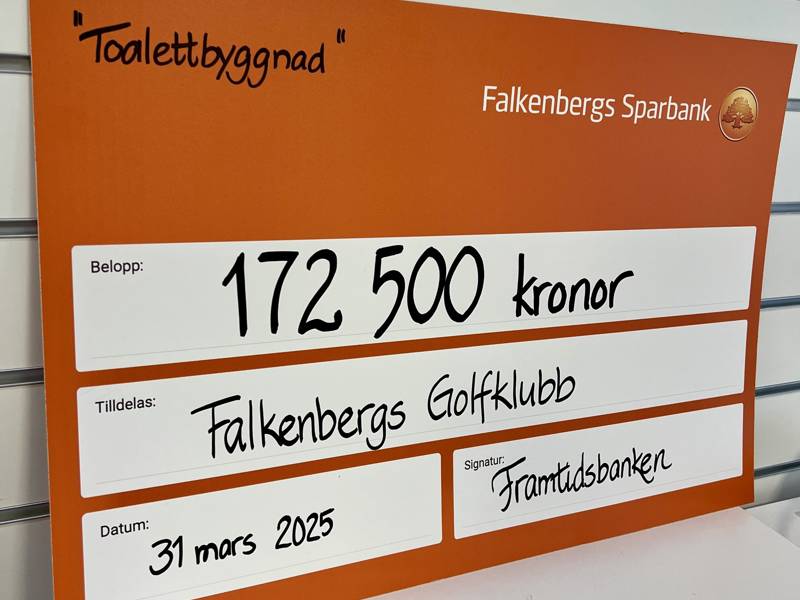 "Toalettbyggnad"
Falkenbergs Sparbank
Belopp: 172 500 kronor
Tilldelas: Falkenbergs Golfklubb
Datum: 31 mars 2025
Signatur: Framtidsbanken